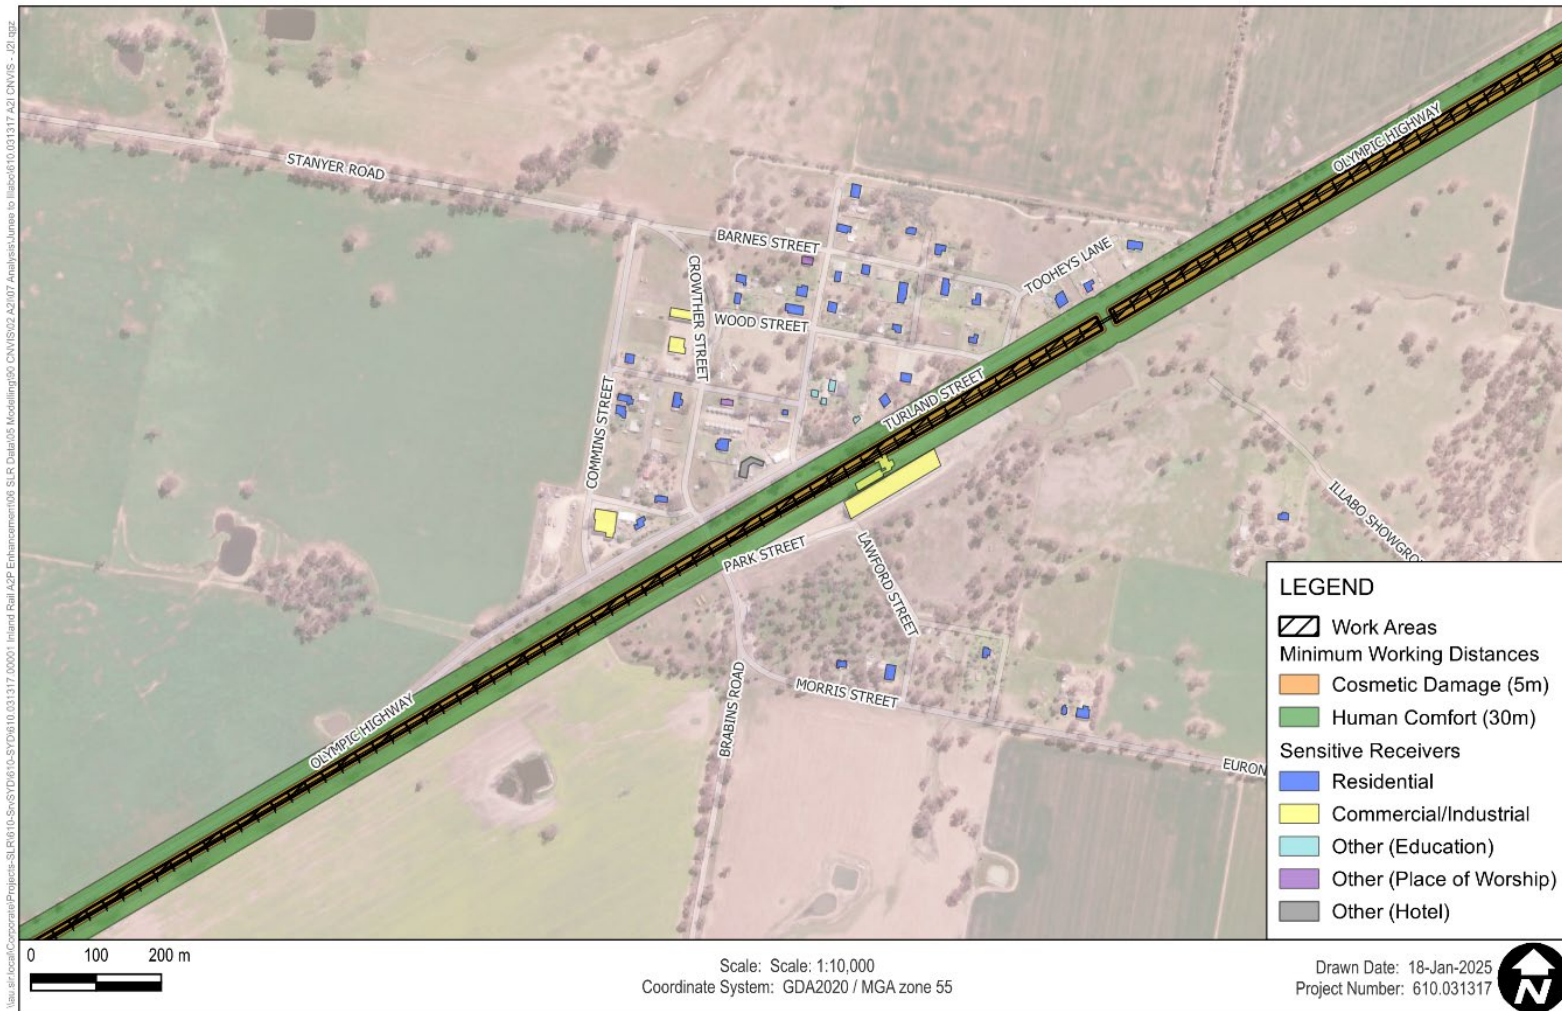 STANYER ROAD
OLYMPIC HIGHWAY
BARNES STREET
TOOHEYS LANE
CROWTHER STREET
WOOD STREET
COMMINS STREET
TURLAND STREET
ILLABO SHOWGRO
PARK STREET
LAWFORD STREET
MORRIS STREET
BRABINS ROAD
OLYMPIC HIGHWAY
EURON
LEGEND
Work Areas
Minimum Working Distances
Cosmetic Damage (5m)
Human Comfort (30m)
Sensitive Receivers
Residential
Commercial/Industrial
Other (Education)
Other (Place of Worship)
Other (Hotel)
0 100 200 m
Scale: Scale: 1:10,000
Coordinate System: GDA2020 / MGA zone 55
Drawn Date: 18-Jan-2025
Project Number: 610.031317
N